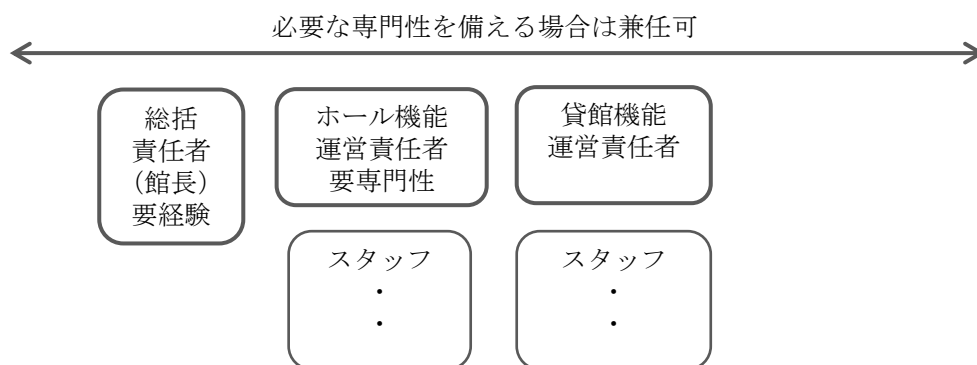 必要な専門性を備える場合は兼任可
総括
責任者
（館長）
要経験
ホール機能
運営責任者
要専門性
貸館機能
運営責任者
スタッフ
・
・
スタッフ
・
・